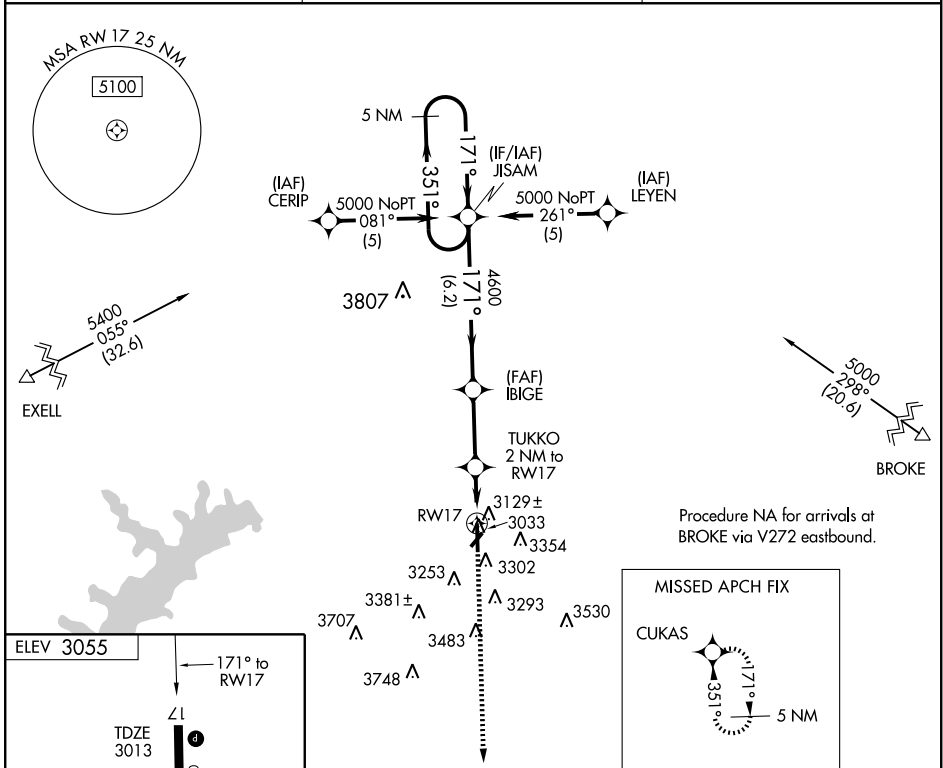 MSA RW 17 25 NM
5100
5 NM
171°
351°
(IF/IAF)
JISAM
(IAF)
CERIP
5000 NoPT
081°
(5)
5000 NoPT
261°
(5)
(IAF)
LEYEN
3807
4600
171°
(6.2)
5400
055°
(32.6)
EXELL
(FAF)
IBIGE
5000
298°
(20.6)
BROKE
TUKKO
2 NM to
RW17
RW17
3129±
3033
3354
3302
3253
3293
3381±
3530
3707
3483
3748
Procedure NA for arrivals at
BROKE via V272 eastbound.
MISSED APCH FIX
CUKAS
171°
351°
5 NM
ELEV 3055
171° to
RW17
17
TDZE
3013
P